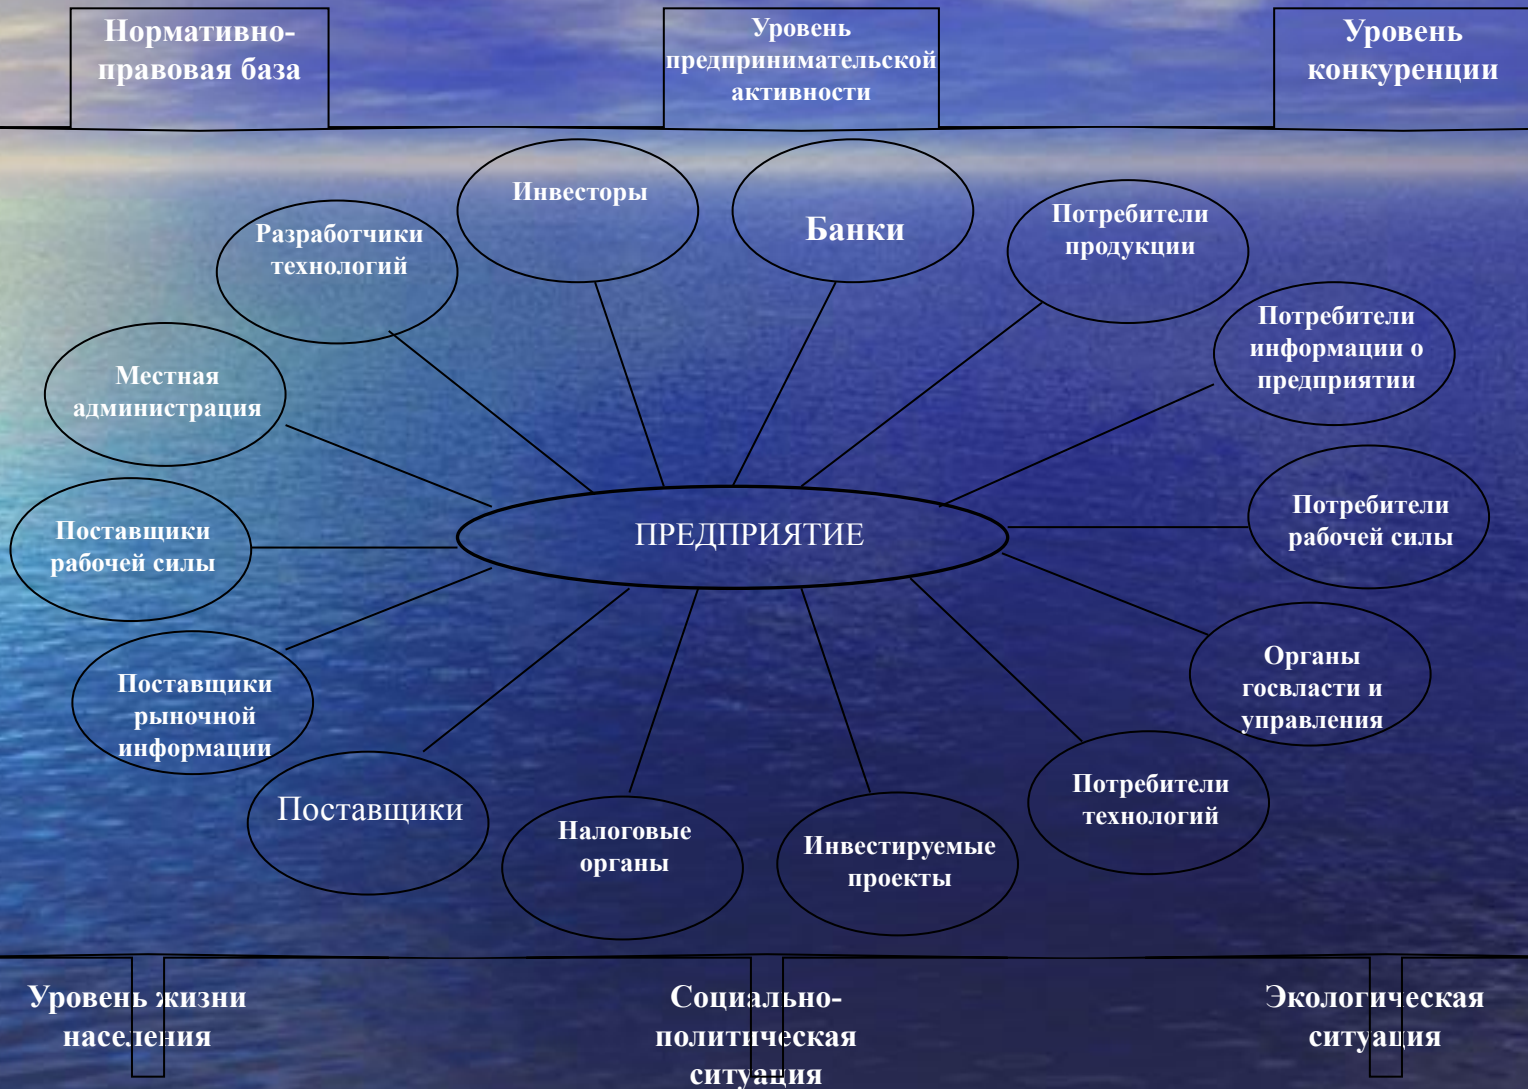 Нормативно-
правовая база
Уровень
предпринимательской
активности
Уровень
конкуренции
Инвесторы
Банки
Потребители
продукции
Разработчики
технологий
Потребители
информации о
предприятии
Местная
администрация
Потребители
рабочей силы
ПРЕДПРИЯТИЕ
Поставщики
рабочей силы
Органы
госвласти и
управления
Поставщики
рыночной
информации
Потребители
технологий
Поставщики
Налоговые
органы
Инвестируемые
проекты
Уровень жизни
населения
Социально-
политическая
ситуация
Экологическая
ситуация